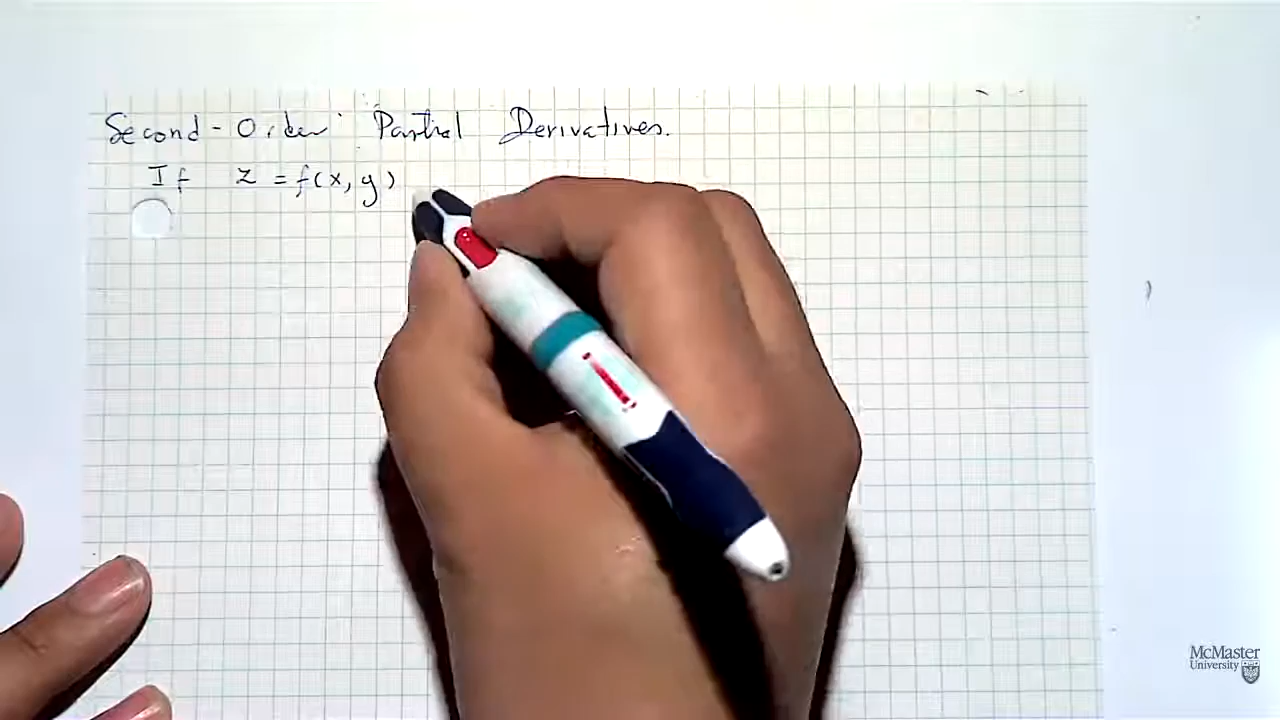 Second-Order Partial Derivatives.
If z = f(x, y)
McMaster
University